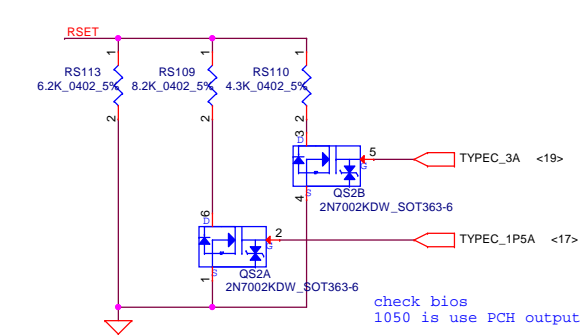 RSET
1 1 1
RS113 RS109 RS110
6.2K_0402_5% 8.2K_0402_5% 4.3K_0402_5%
2 2 2
3
D
5
TYPEC_3A <19>
G
S
4
QS2B
2N7002KDW_SOT363-6
6
D
2
TYPEC_1P5A <17>
G
S
1
QS2A
2N7002KDW_SOT363-6
check bios
1050 is use PCH output